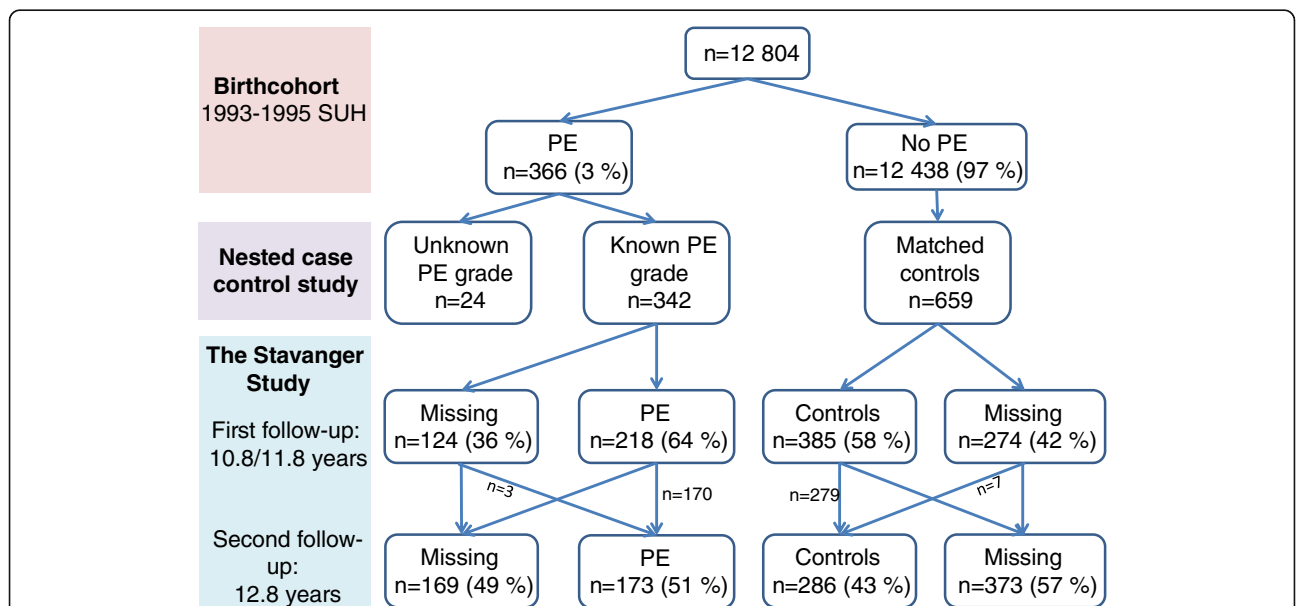 n=12 804
Birthcohort
1993-1995 SUH
PE
n=366 (3 %)
No PE
n=12 438 (97 %)
Nested case
control study
Unknown
PE grade
n=24
Known PE
grade
n=342
Matched
controls
n=659
The Stavanger
Study
First follow-up:
10.8/11.8 years
Missing
n=124 (36 %)
PE
n=218 (64 %)
Controls
n=385 (58 %)
Missing
n=274 (42 %)
n=3
n=170
n=279
n=7
Second follow-
up:
12.8 years
Missing
n=169 (49 %)
PE
n=173 (51 %)
Controls
n=286 (43 %)
Missing
n=373 (57 %)